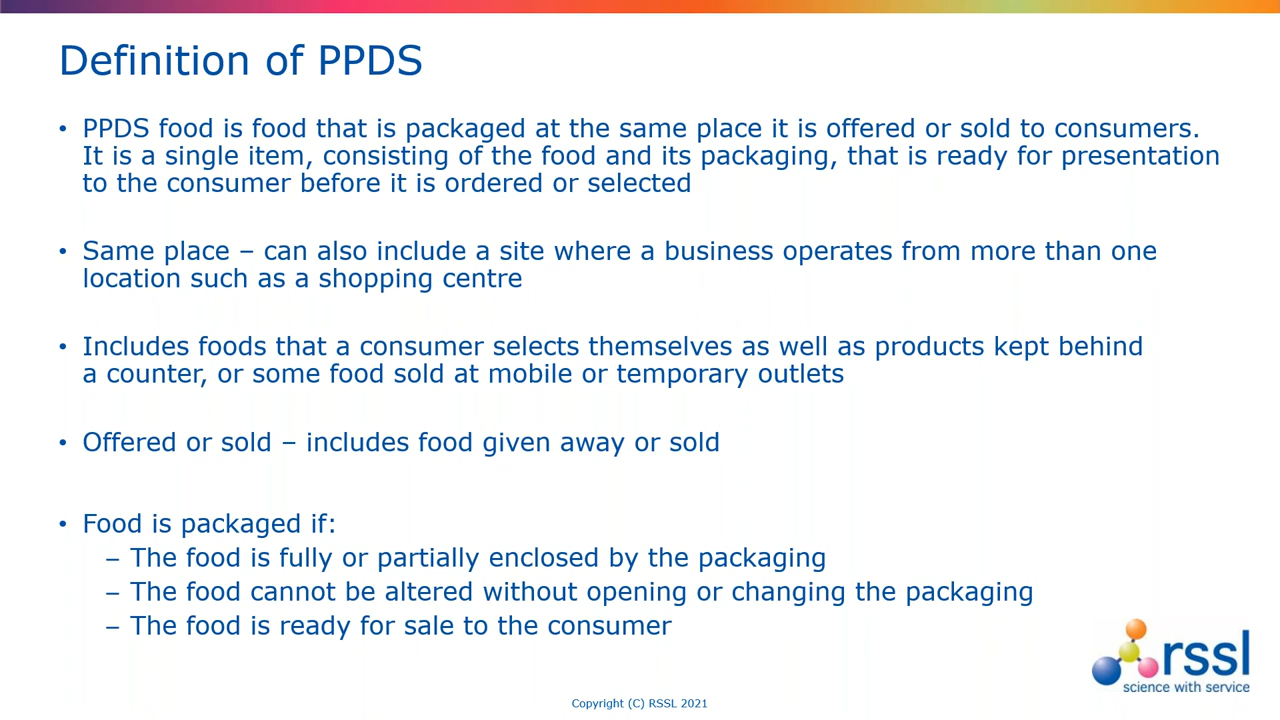 Definition of PPDS
• PPDS food is food that is packaged at the same place it is offered or sold to consumers.
It is a single item, consisting of the food and its packaging, that is ready for presentation
to the consumer before it is ordered or selected
• Same place – can also include a site where a business operates from more than one
location such as a shopping centre
• Includes foods that a consumer selects themselves as well as products kept behind
a counter, or some food sold at mobile or temporary outlets
• Offered or sold – includes food given away or sold
• Food is packaged if:
– The food is fully or partially enclosed by the packaging
– The food cannot be altered without opening or changing the packaging
– The food is ready for sale to the consumer
rssl
science with service
Copyright (C) RSSL 2021